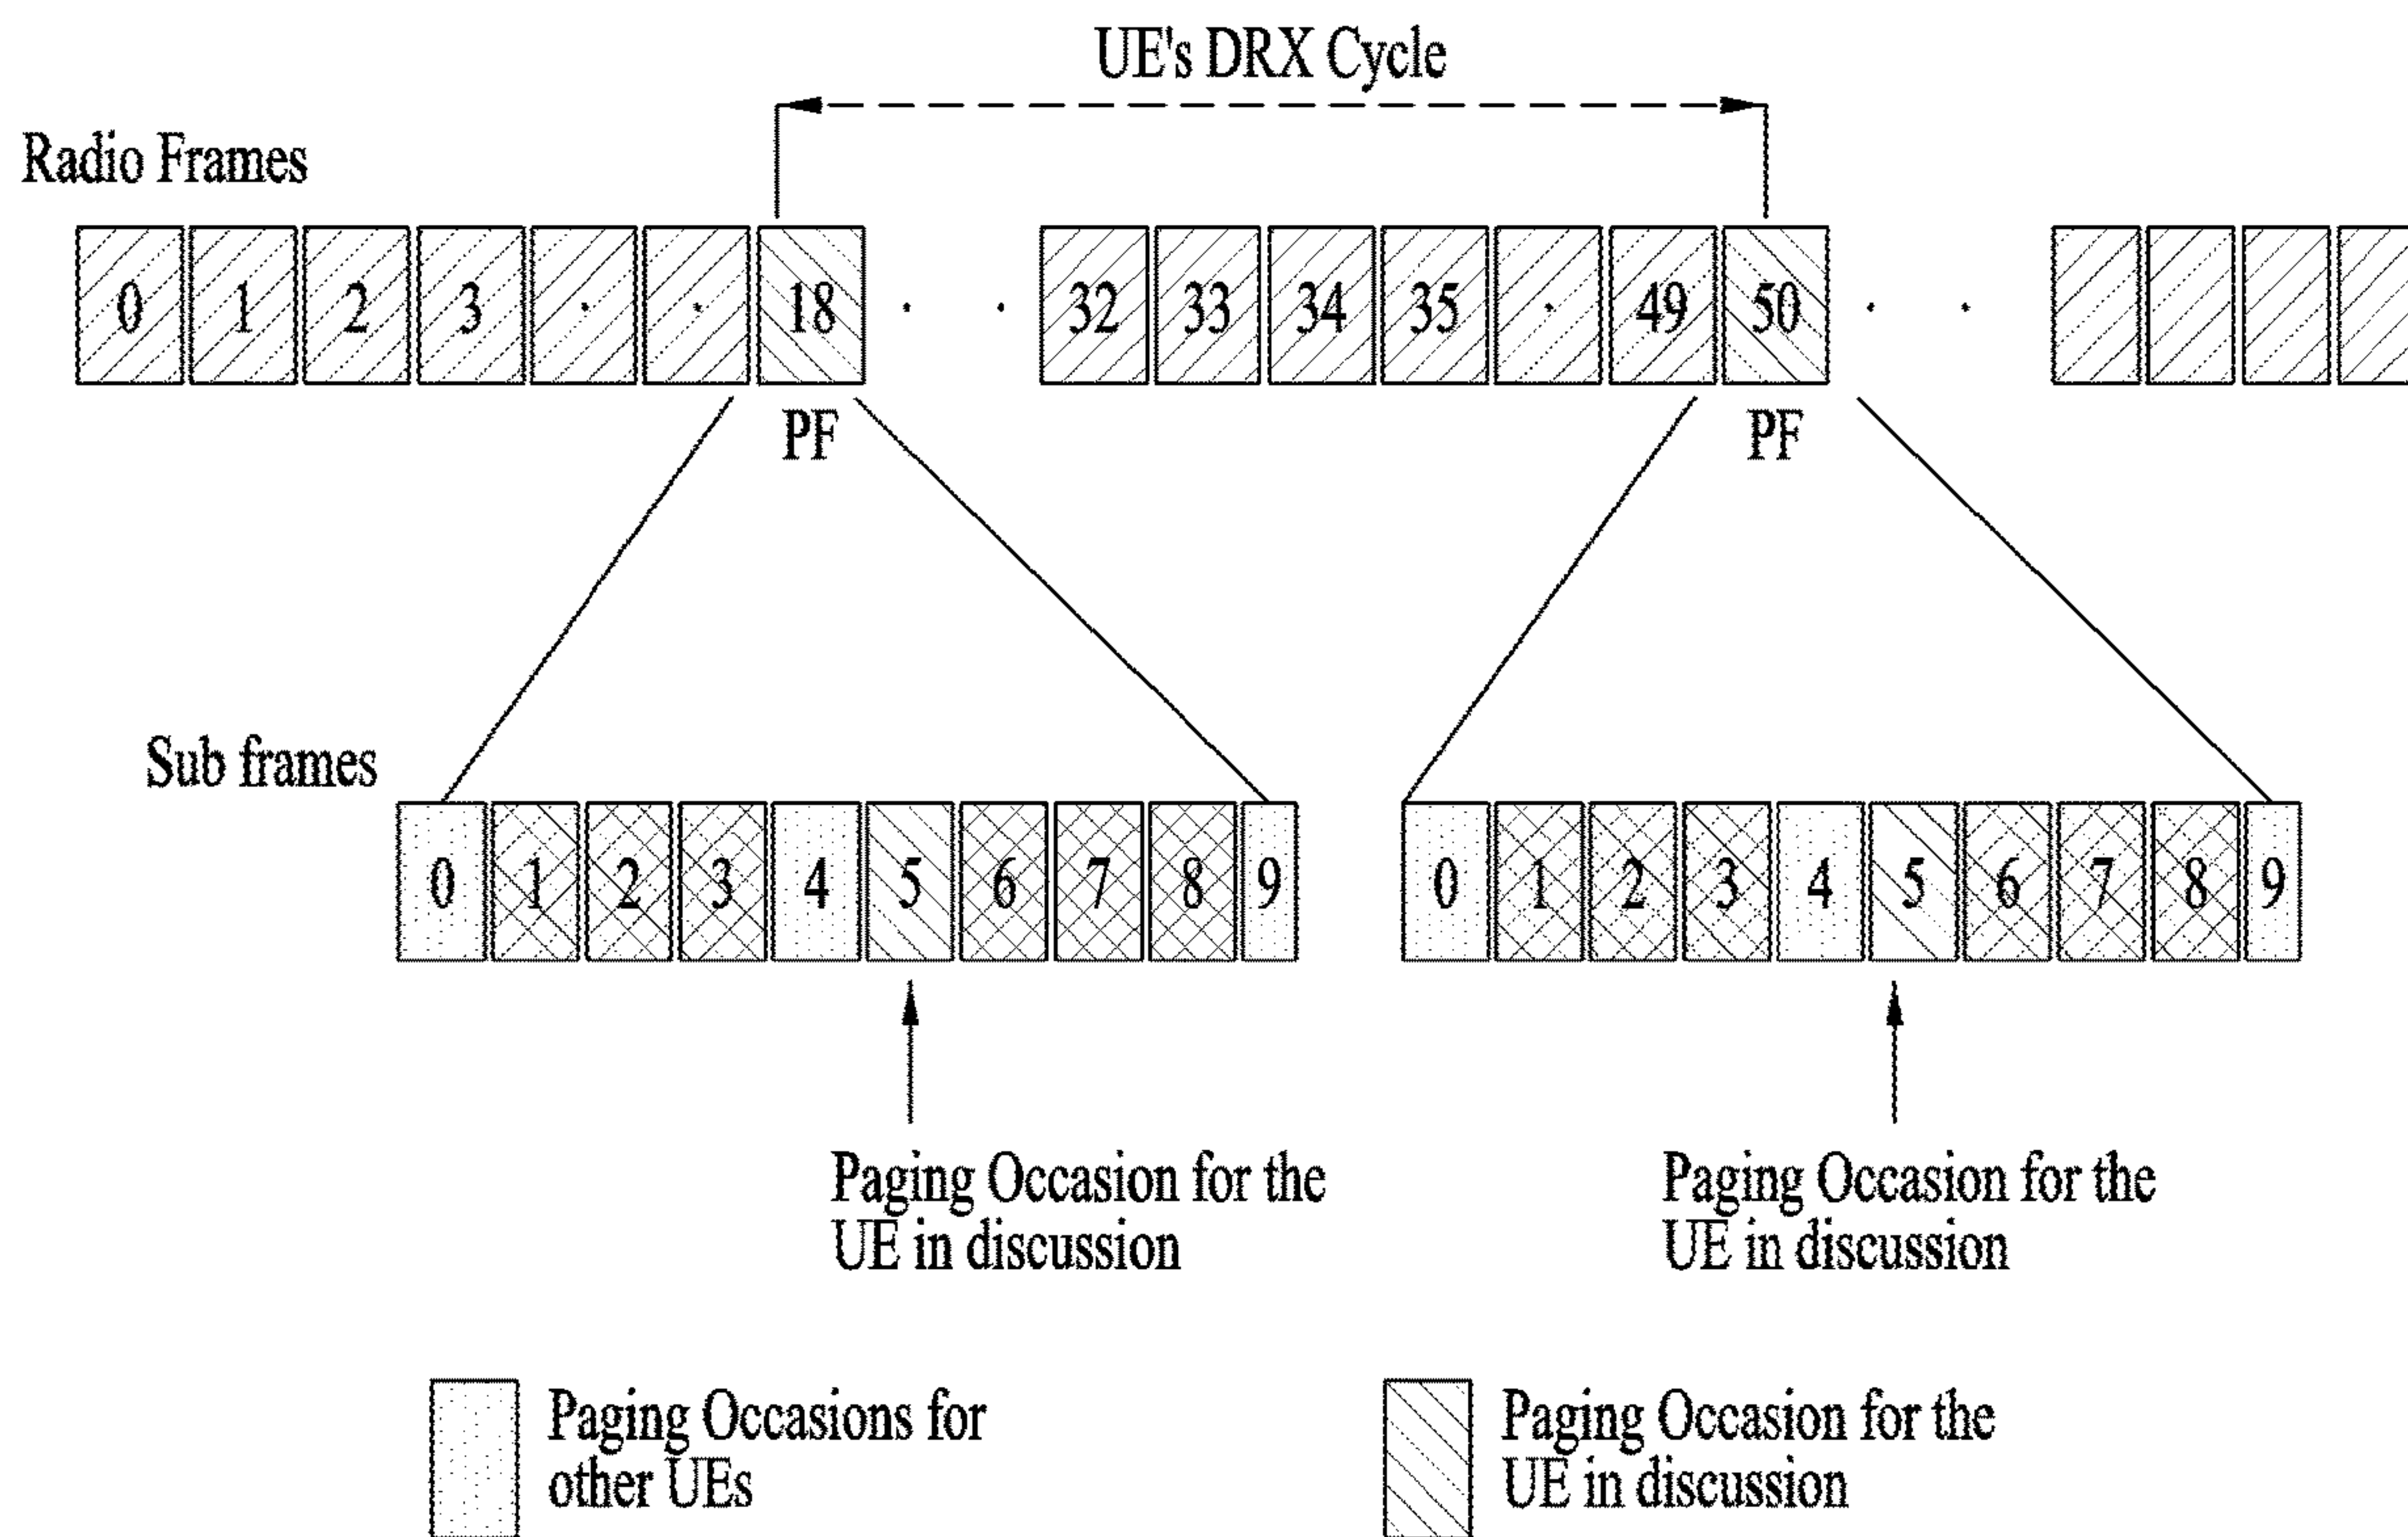 UE's DRX Cycle
Radio Frames
0 1 2 3 . . 18 . . 32 33 34 35 . 49 50 . .
PF PF
Sub frames
0 1 2 3 4 5 6 7 8 9 0 1 2 3 4 5 6 7 8 9
Paging Occasion for the
UE in discussion
Paging Occasion for the
UE in discussion
Paging Occasions for
other UEs
Paging Occasion for the
UE in discussion